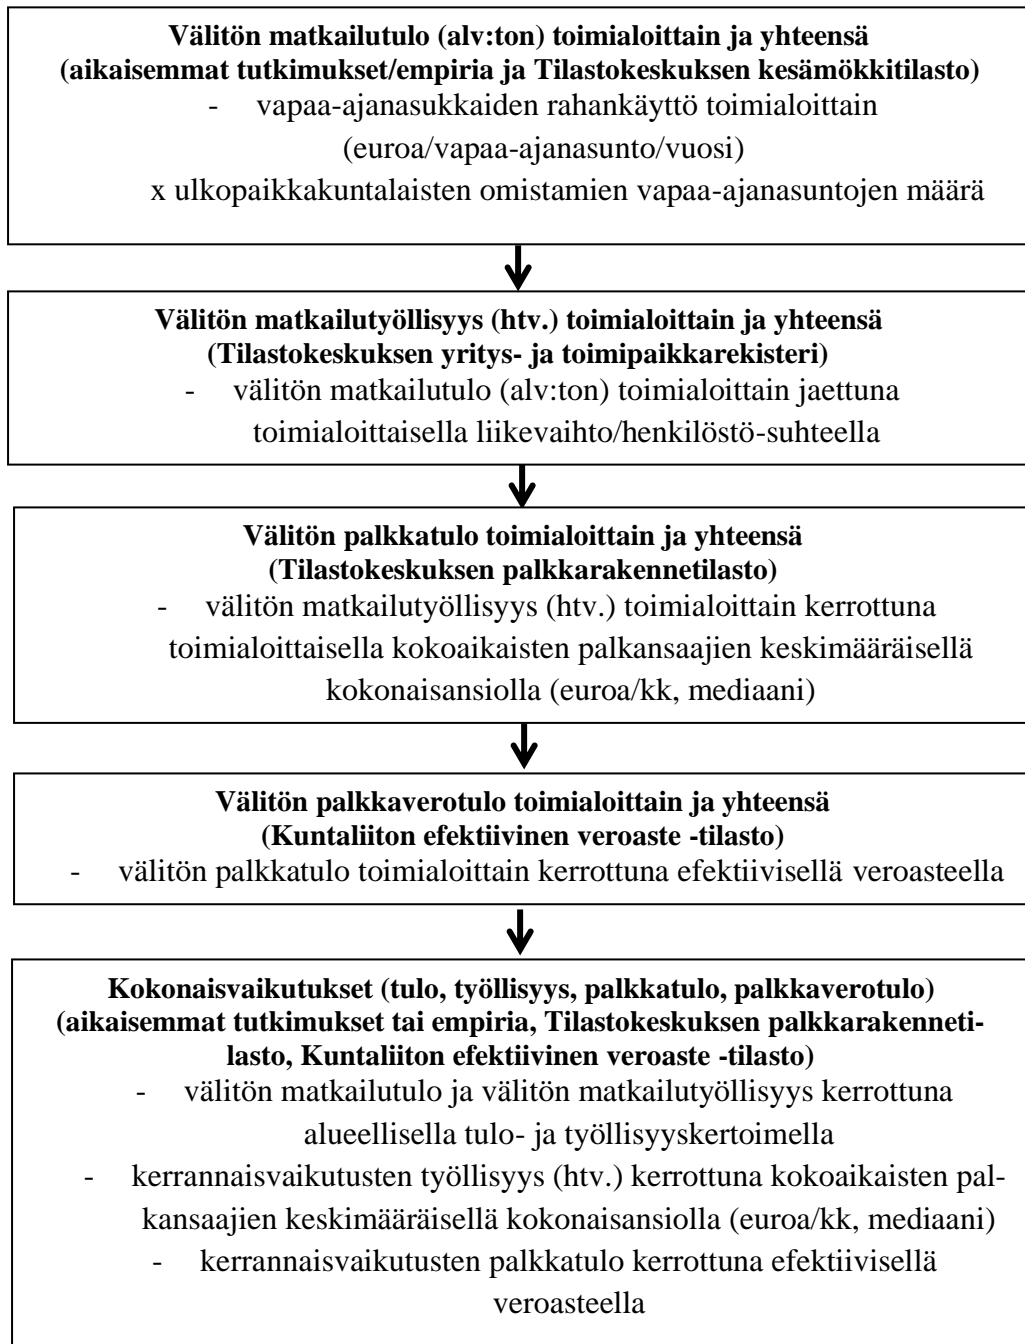 Välitön matkailutulo (alv:ton) toimialoittain ja yhteensä
(aikaisemmat tutkimukset/empiria ja Tilastokeskuksen kesämökkitilasto)
- vapaa-ajanasukkaiden rahankäyttö toimialoittain
(euroa/vapaa-ajanasunto/vuosi)
x ulkopaikkakuntalaisten omistamien vapaa-ajanasuntojen määrä
Välitön matkailutyöllisyys (htv.) toimialoittain ja yhteensä
(Tilastokeskuksen yritys- ja toimipaikkarekisteri)
- välitön matkailutulo (alv:ton) toimialoittain jaettuna
toimialoittaisella liikevaihto/henkilöstö-suhteella
Välitön palkkatulo toimialoittain ja yhteensä
(Tilastokeskuksen palkkarakennetilasto)
- välitön matkailutyöllisyys (htv.) toimialoittain kerrottuna
toimialoittaisella kokoaikaisten palkansaajien keskimääräisellä
kokonaisansiolla (euroa/kk, mediaani)
Välitön palkkaverotulo toimialoittain ja yhteensä
(Kuntaliiton efektiivinen veroaste -tilasto)
- välitön palkkatulo toimialoittain kerrottuna efektiivisellä veroasteella
Kokonaisvaikutukset (tulo, työllisyys, palkkatulo, palkkaverotulo)
(aikaisemmat tutkimukset tai empiria, Tilastokeskuksen palkkarakenneti-
lasto, Kuntaliiton efektiivinen veroaste -tilasto)
- välitön matkailutulo ja välitön matkailutyöllisyys kerrottuna
alueellisella tulo- ja työllisyyskertoimella
- kerrannaisvaikutusten työllisyys (htv.) kerrottuna kokoaikaisten pal-
kansaajien keskimääräisellä kokonaisansiolla (euroa/kk, mediaani)
- kerrannaisvaikutusten palkkatulo kerrottuna efektiivisellä
veroasteella